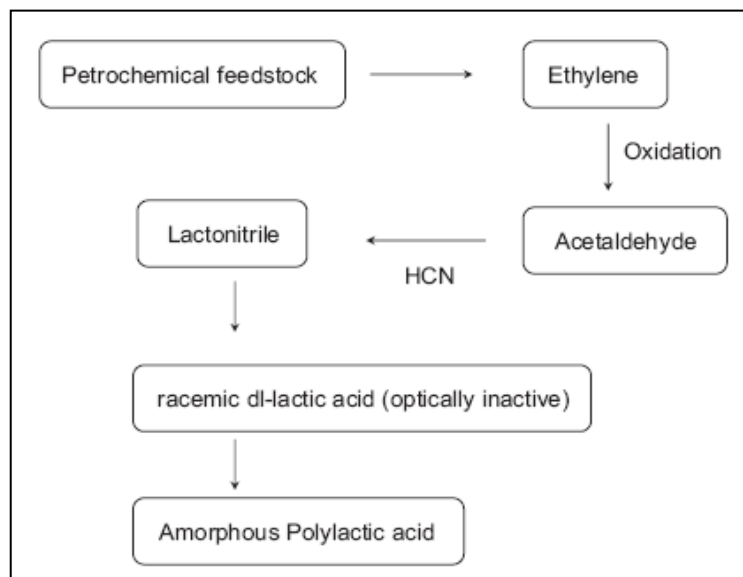 Petrochemical feedstock
Ethylene
Oxidation
Acetaldehyde
HCN
Lactonitrile
racemic dl-lactic acid (optically inactive)
Amorphous Polylactic acid